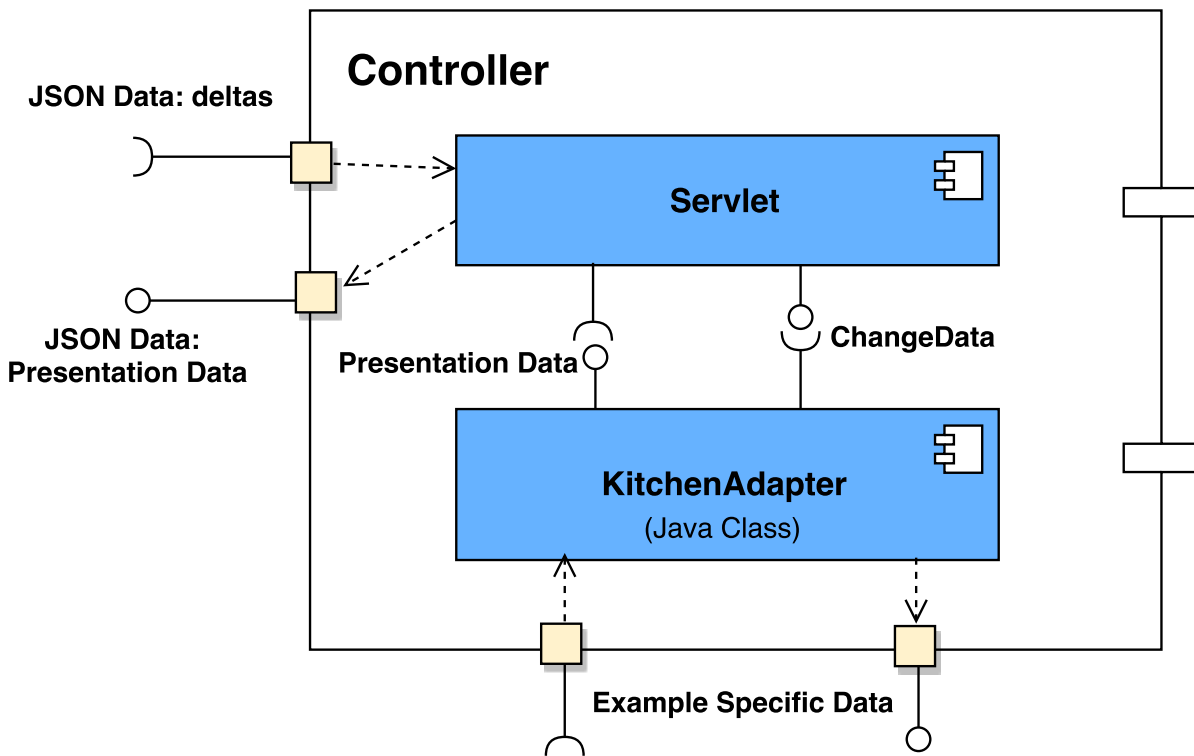 Controller
JSON Data: deltas
Servlet
JSON Data:
Presentation Data
Presentation Data
ChangeData
KitchenAdapter
(Java Class)
Example Specific Data